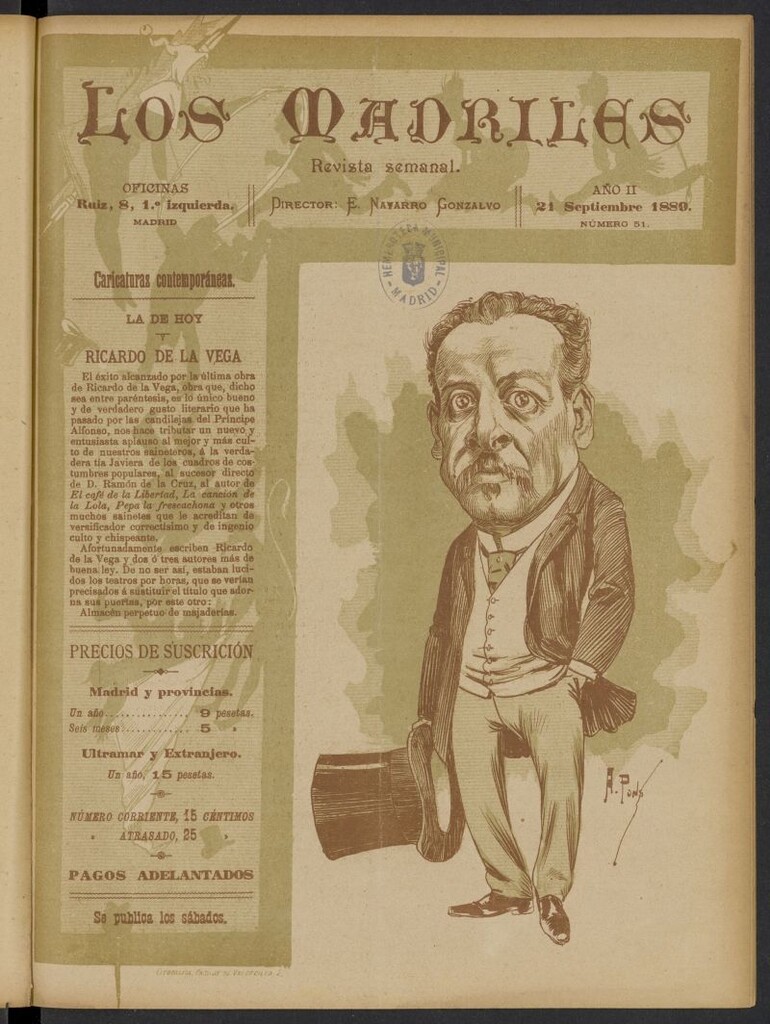 LOS MADRILES
Revista semanal.
OFICINAS
Ruiz, 8, 1.º Izquierda.
MADRID
DIRECTOR: E. NAVARRO GONZALVO
AÑO II
21 Septiembre 1889.
NÚMERO 51.
HEMEROTECA MUNICIPAL
MADRID
Caricaturas contemporáneas.
LA DE HOY
RICARDO DE LA VEGA
El éxito alcanzado por la última obra
de Ricardo de la Vega, obra que, dicho
sea entre paréntesis, es lo único bueno
y de verdadero gusto literario que ha
pasado por las candilejas del Príncipe
Alfonso, nos hace tributar un nuevo y
entusiasta aplauso al mejor y más cul-
to de nuestros saineteros, á la verda-
dera tía Javiera de los cuadros de cos-
tumbres populares, al sucesor directo
de D. Ramón de la Cruz, al autor de
El café de la Libertad, La canción de
la Lola, Pepa la frescachona y otros
muchos sainetes que le acreditan de
versificador correctísimo y de ingenio
culto y chispeante.
Afortunadamente escriben Ricardo
de la Vega y dos ó tres autores más de
buena ley. De no ser así, estaban luci-
dos los teatros por horas, que se verían
precisados á sustituir el título que ador-
na sus puertas, por este otro:
Almacén perpetuo de majaderías.
PRECIOS DE SUSCRICIÓN
Madrid y provincias.
Un año............ 9 pesetas.
Seis meses............ 5 »
Ultramar y Extranjero.
Un año, 15 pesetas.
NÚMERO CORRIENTE, 15 CÉNTIMOS
» ATRASADO, 25 »
PAGOS ADELANTADOS
Se publica los sábados.
A. Pons